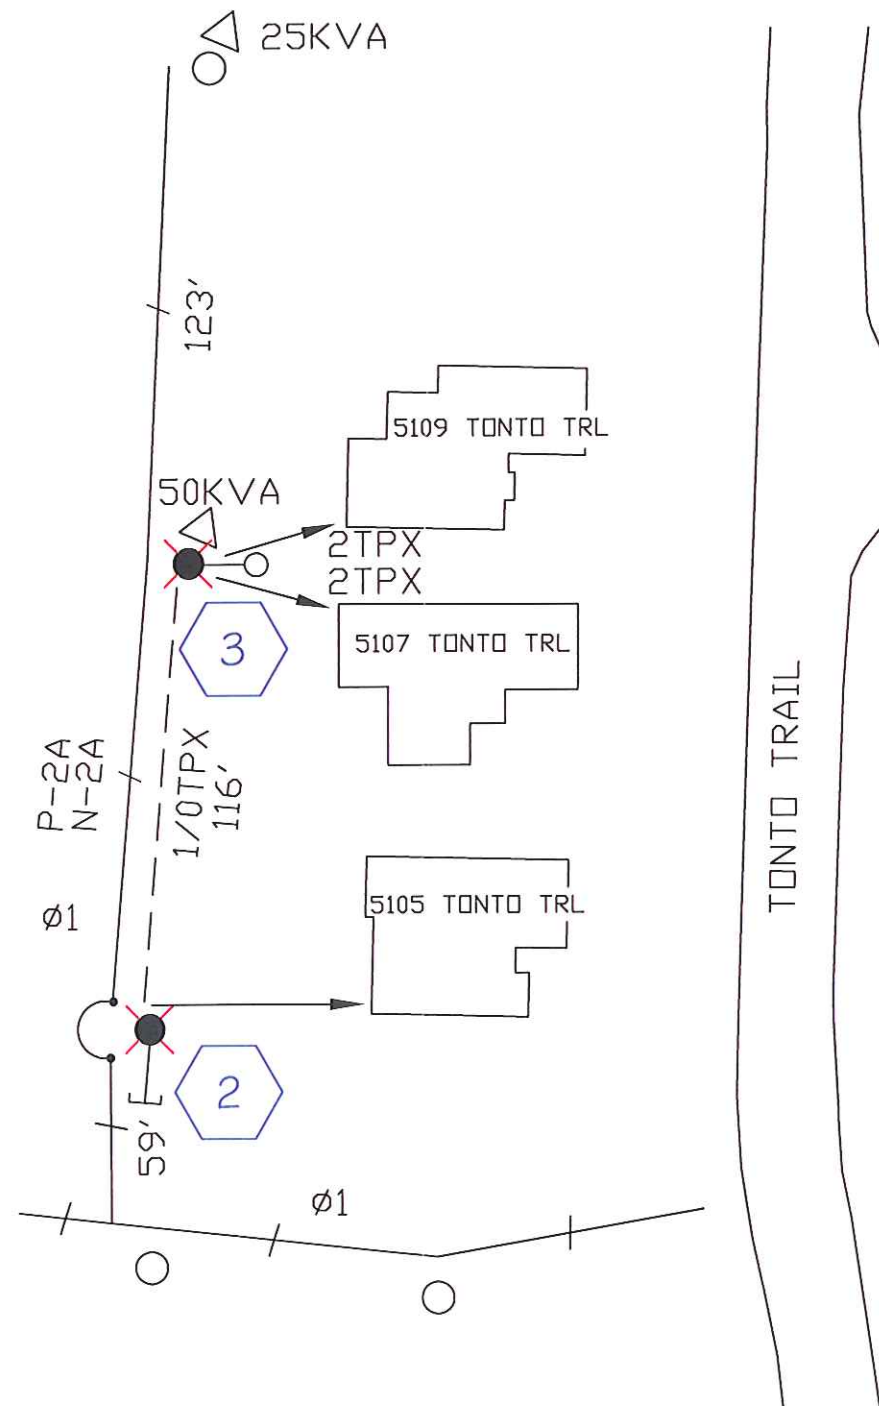 25KVA
123'
5109 TONTO TRL
50KVA
2TPX
2TPX
3
5107 TONTO TRL
P-2A
N-2A
1/0TPX
116'
TONTO TRAIL
5105 TONTO TRL
Ø1
2
59'
Ø1